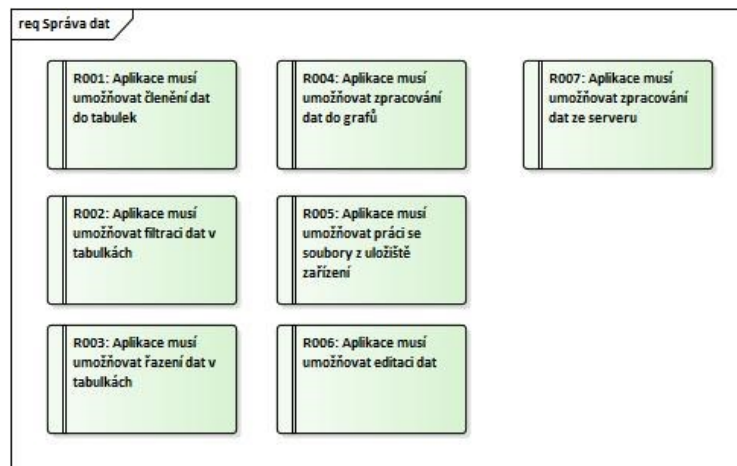 req Správa dat
R001: Aplikace musí
umožňovat členění dat
do tabulek
R004: Aplikace musí
umožňovat zpracování
dat do grafů
R007: Aplikace musí
umožňovat zpracování
dat ze serveru
R002: Aplikace musí
umožňovat filtraci dat v
tabulkách
R005: Aplikace musí
umožňovat práci se
soubory z uložiště
zařízení
R003: Aplikace musí
umožňovat řazení dat v
tabulkách
R006: Aplikace musí
umožňovat editaci dat